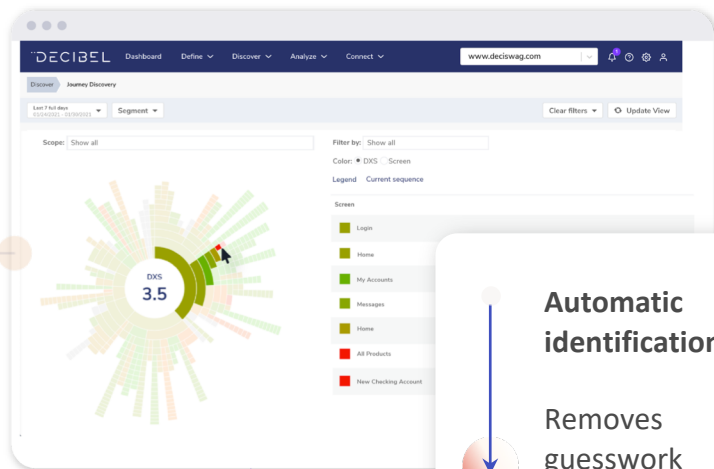 DECIBEL Dashboard Define Discover Analyze Connect www.deciswag.com
Discover Journey Discovery
Last 7 full days
Segment Clear filters Update View
Scope: Show all Filter by: Show all
Color: DXS Screen
Legend Current sequence
Screen
Login
Home
My Accounts
Messages
Home
All Products
New Checking Account
DXS
3.5
Automatic
identification
Removes
guesswork